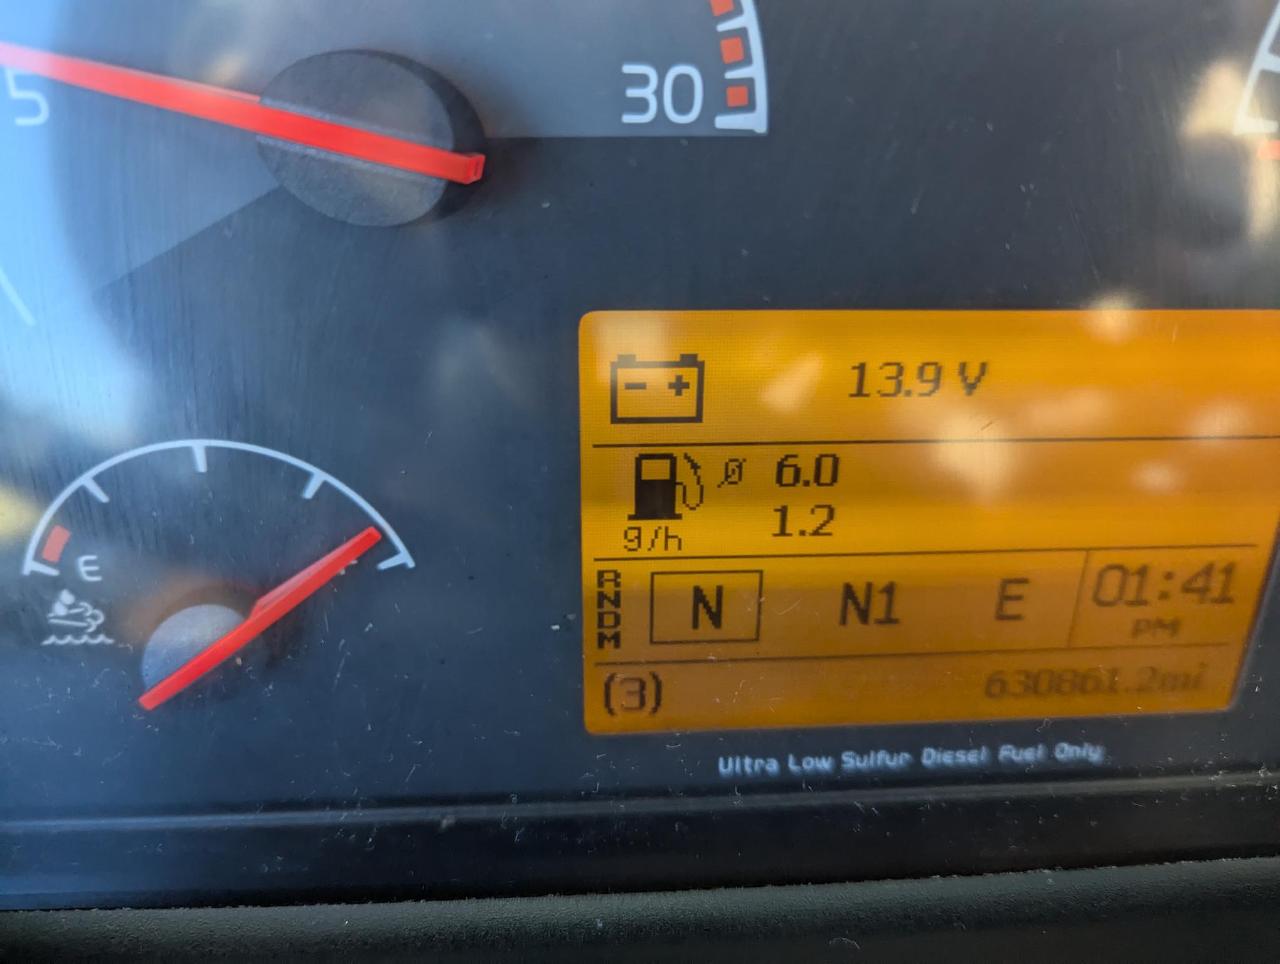 5
30
13.9 V
6.0
1.2
g/h
E
RNDM
N N1 E 01:41 PM
(3) 630861.2mi
Ultra Low Sulfur Diesel Fuel Only